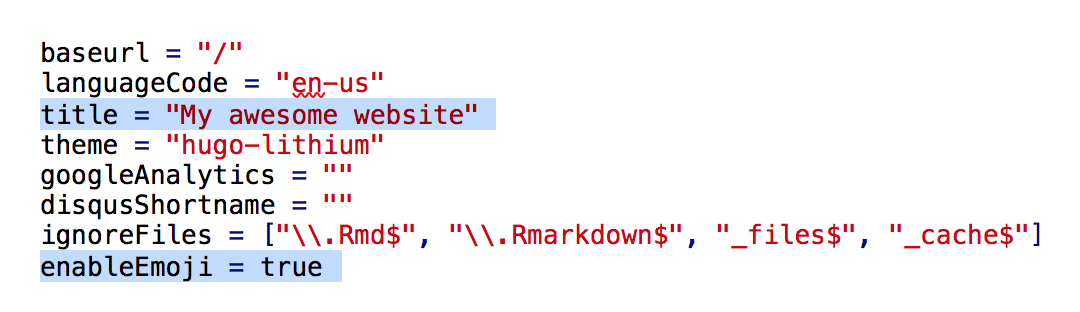 baseurl = "/"
languageCode = "en-us"
title = "My awesome website"
theme = "hugo-lithium"
googleAnalytics = ""
disqusShortname = ""
ignoreFiles = ["\\.Rmd$", "\\.Rmarkdown$", "_files$", "_cache$"]
enableEmoji = true